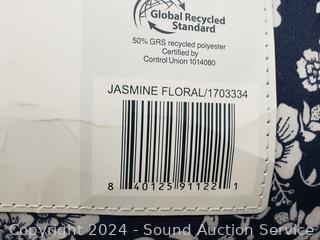 Global Recycled
Standard
50% GRS recycled polyester
Certified by
Control Union 1014080
JASMINE FLORAL/1703334
8 40125 91122 1
Copyright © 2024 - Sound Auction Service